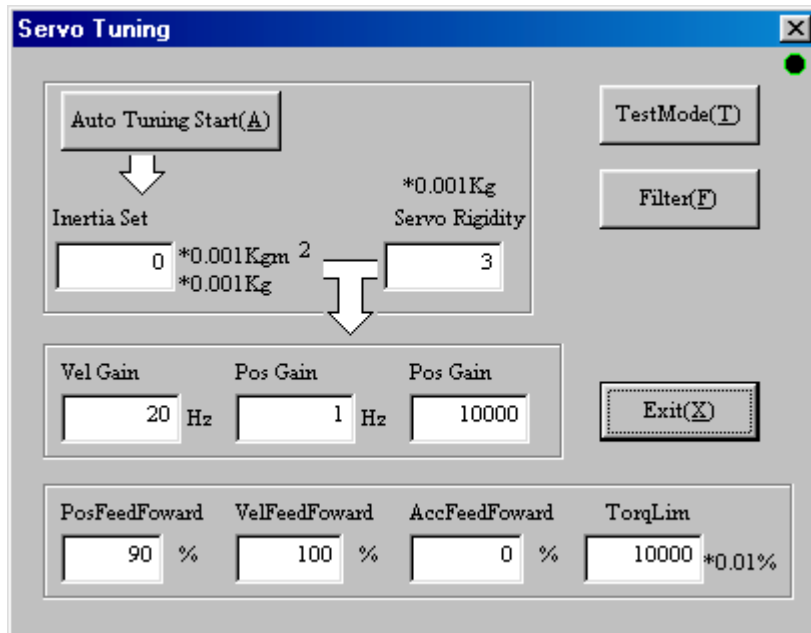 Servo Tuning
Auto Tuning Start(A)
TestMode(T)
*0.001Kg
Filter(F)
Inertia Set
Servo Rigidity
0 *0.001Kgm 2
*0.001Kg
3
Vel Gain Pos Gain Pos Gain
20 Hz 1 Hz 10000
Exit(X)
PosFeedFoward VelFeedFoward AccFeedFoward TorqLim
90 % 100 % 0 % 10000 *0.01%